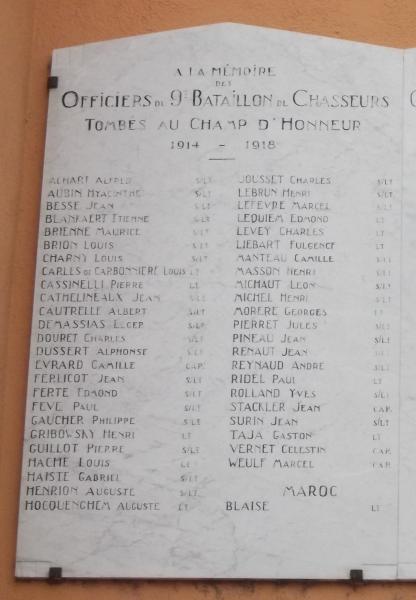 A LA MÉMOIRE
DES
OFFICIERS DU 9E BATAILLON DE CHASSEURS
TOMBÉS AU CHAMP D'HONNEUR
1914 - 1918
ACHART ALFRED S/LT
AUBIN HYACINTHE S/LT
BESSE JEAN S/LT
BLANKAERT ETIENNE S/LT
BRIENNE MAURICE S/LT
BRION LOUIS S/LT
CHARNY LOUIS S/LT
CARLES DE CARBONNIERE LOUIS LT
CASSINELLI PIERRE LT
CATHELINEAUX JEAN S/LT
CAUTRELLE ALBERT S/LT
DEMASSIAS LEGER S/LT
DOURET CHARLES S/LT
DUSSERT ALPHONSE S/LT
EVRARD CAMILLE CAP.
FERLICOT JEAN S/LT
FERTE EDMOND S/LT
FEVE PAUL S/LT
GAUCHER PHILIPPE S/LT
GRIBOWSKY HENRI LT
GUILLOT PIERRE S/LT
HACHE LOUIS LT
HAISTE GABRIEL S/LT
HENRION AUGUSTE S/LT
HOCQUENGHEM AUGUSTE LT
JOUSSET CHARLES S/LT
LEBRUN HENRI S/LT
LEFEVRE MARCEL S/LT
LEQUIEM EDMOND LT
LEVEY CHARLES LT
LIEBART FULGENCE LT
MANTEAU CAMILLE S/LT
MASSON HENRI S/LT
MICHAUT LEON S/LT
MICHEL HENRI S/LT
MORERE GEORGES LT
PIERRET JULES S/LT
PINEAU JEAN S/LT
RENAUT JEAN S/LT
REYNAUD ANDRE S/LT
RIDEL PAUL LT
ROLLAND YVES S/LT
STACKLER JEAN CAP.
SURIN JEAN S/LT
TAJA GASTON LT
VERNET CELESTIN CAP.
WEULF MARCEL CAP.
MAROC
BLAISE LT